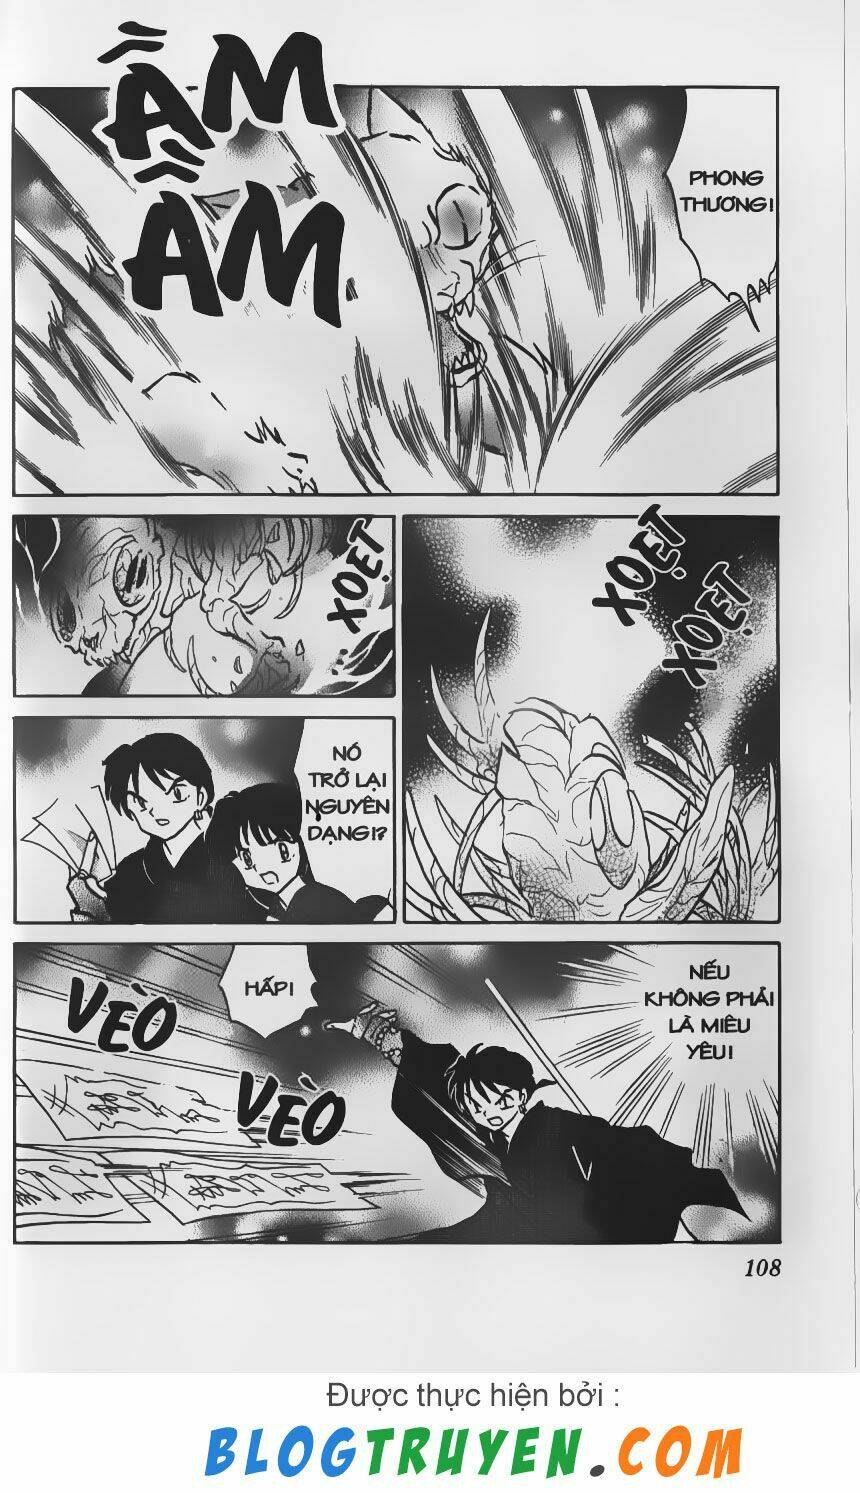 ẦM
ẦM
PHONG
THƯƠNG!
XOẸT
XOẸT
... XOẸT
NÓ
TRỞ LẠI
NGUYÊN
DẠNG!?
NẾU
KHÔNG PHẢI
LÀ MIÊU
YÊU!
HẤP!
VÈO
VÈO
108
Được thực hiện bởi :
BLOGTRUYEN.COM